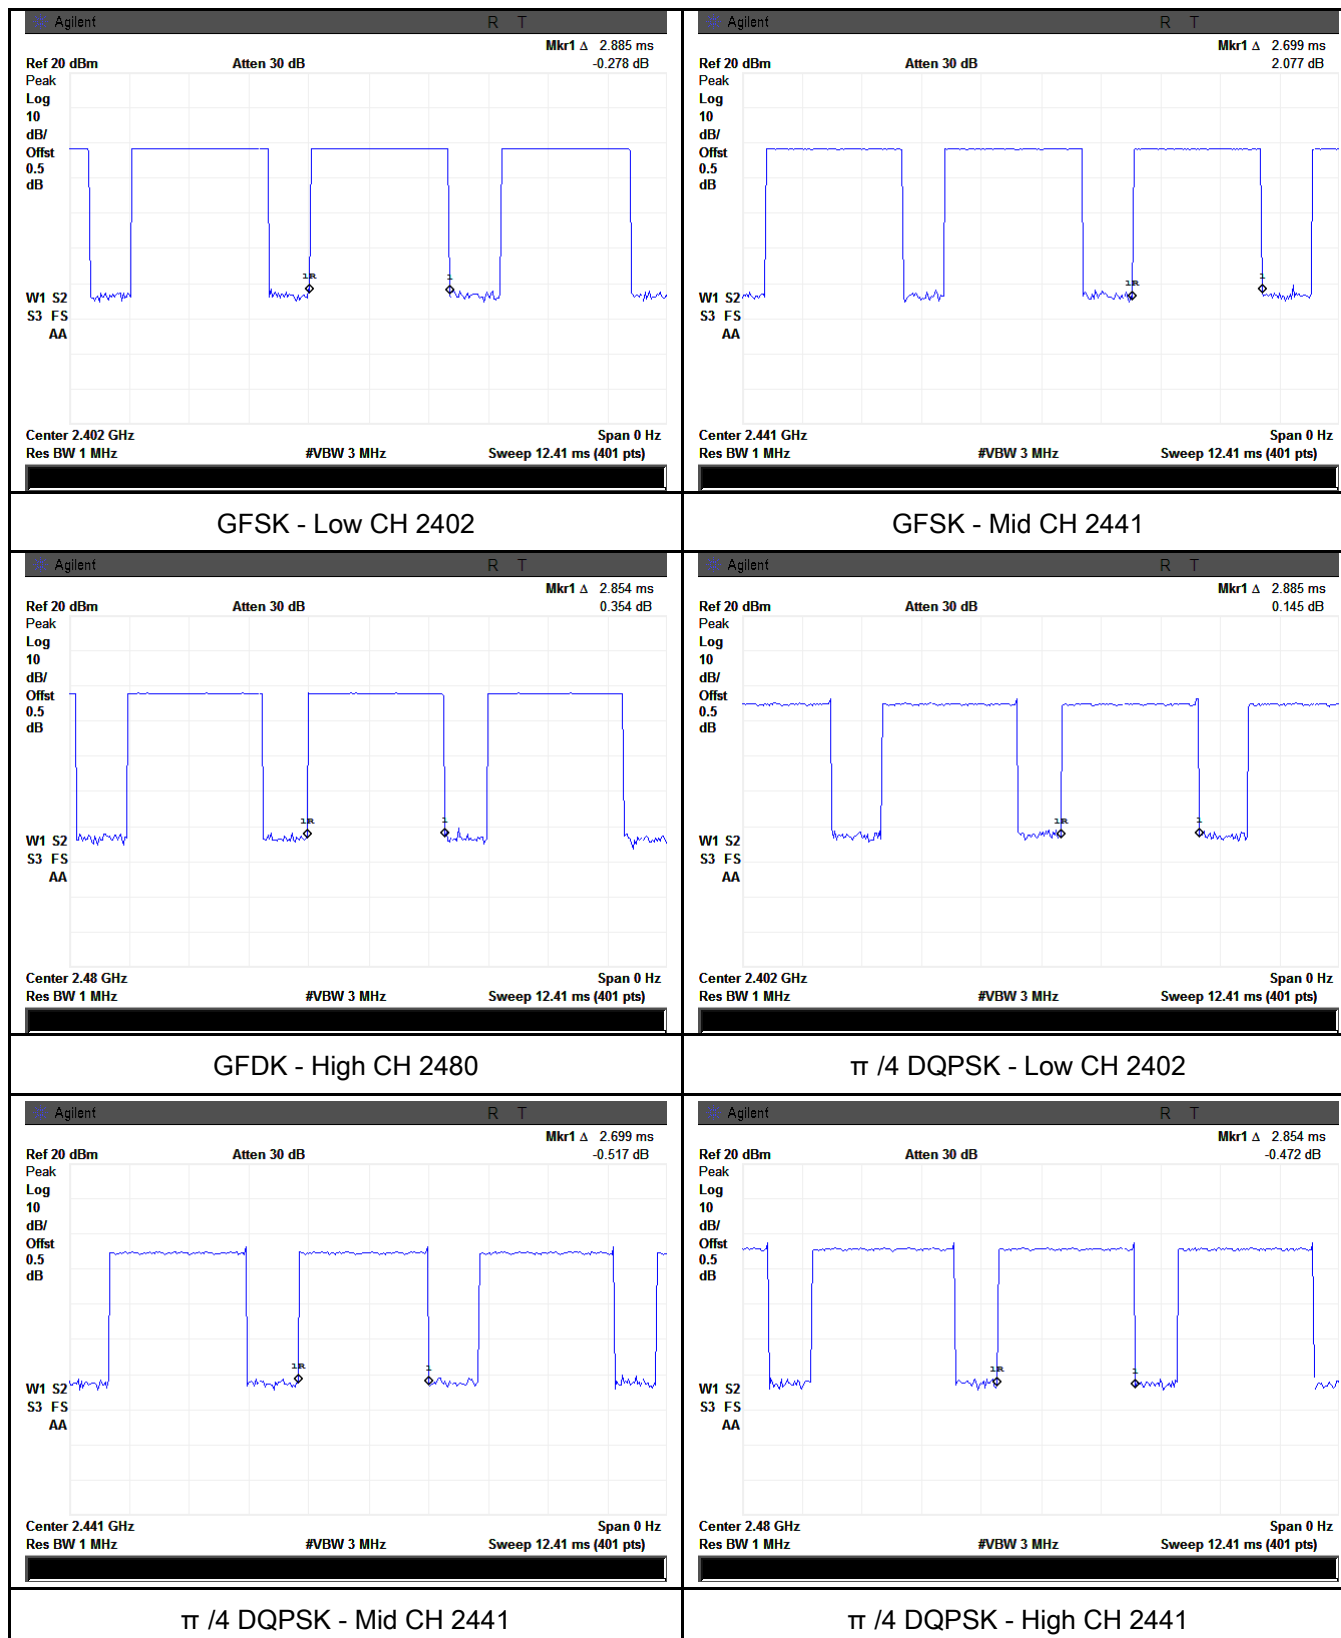 Agilent R T
Mkr1 Δ 2.885 ms
Ref 20 dBm Atten 30 dB -0.278 dB
Peak
Log
10
dB/
Offst
0.5
dB
1R 1
W1 S2
S3 FS
AA
Center 2.402 GHz Span 0 Hz
Res BW 1 MHz #VBW 3 MHz Sweep 12.41 ms (401 pts)
GFSK - Low CH 2402
Agilent R T
Mkr1 Δ 2.699 ms
Ref 20 dBm Atten 30 dB 2.077 dB
Peak
Log
10
dB/
Offst
0.5
dB
1R 1
W1 S2
S3 FS
AA
Center 2.441 GHz Span 0 Hz
Res BW 1 MHz #VBW 3 MHz Sweep 12.41 ms (401 pts)
GFSK - Mid CH 2441
Agilent R T
Mkr1 Δ 2.854 ms
Ref 20 dBm Atten 30 dB 0.354 dB
Peak
Log
10
dB/
Offst
0.5
dB
1R 1
W1 S2
S3 FS
AA
Center 2.48 GHz Span 0 Hz
Res BW 1 MHz #VBW 3 MHz Sweep 12.41 ms (401 pts)
GFDK - High CH 2480
Agilent R T
Mkr1 Δ 2.885 ms
Ref 20 dBm Atten 30 dB 0.145 dB
Peak
Log
10
dB/
Offst
0.5
dB
1R 1
W1 S2
S3 FS
AA
Center 2.402 GHz Span 0 Hz
Res BW 1 MHz #VBW 3 MHz Sweep 12.41 ms (401 pts)
π /4 DQPSK - Low CH 2402
Agilent R T
Mkr1 Δ 2.699 ms
Ref 20 dBm Atten 30 dB -0.517 dB
Peak
Log
10
dB/
Offst
0.5
dB
1R 1
W1 S2
S3 FS
AA
Center 2.441 GHz Span 0 Hz
Res BW 1 MHz #VBW 3 MHz Sweep 12.41 ms (401 pts)
π /4 DQPSK - Mid CH 2441
Agilent R T
Mkr1 Δ 2.854 ms
Ref 20 dBm Atten 30 dB -0.472 dB
Peak
Log
10
dB/
Offst
0.5
dB
1R 1
W1 S2
S3 FS
AA
Center 2.48 GHz Span 0 Hz
Res BW 1 MHz #VBW 3 MHz Sweep 12.41 ms (401 pts)
π /4 DQPSK - High CH 2441